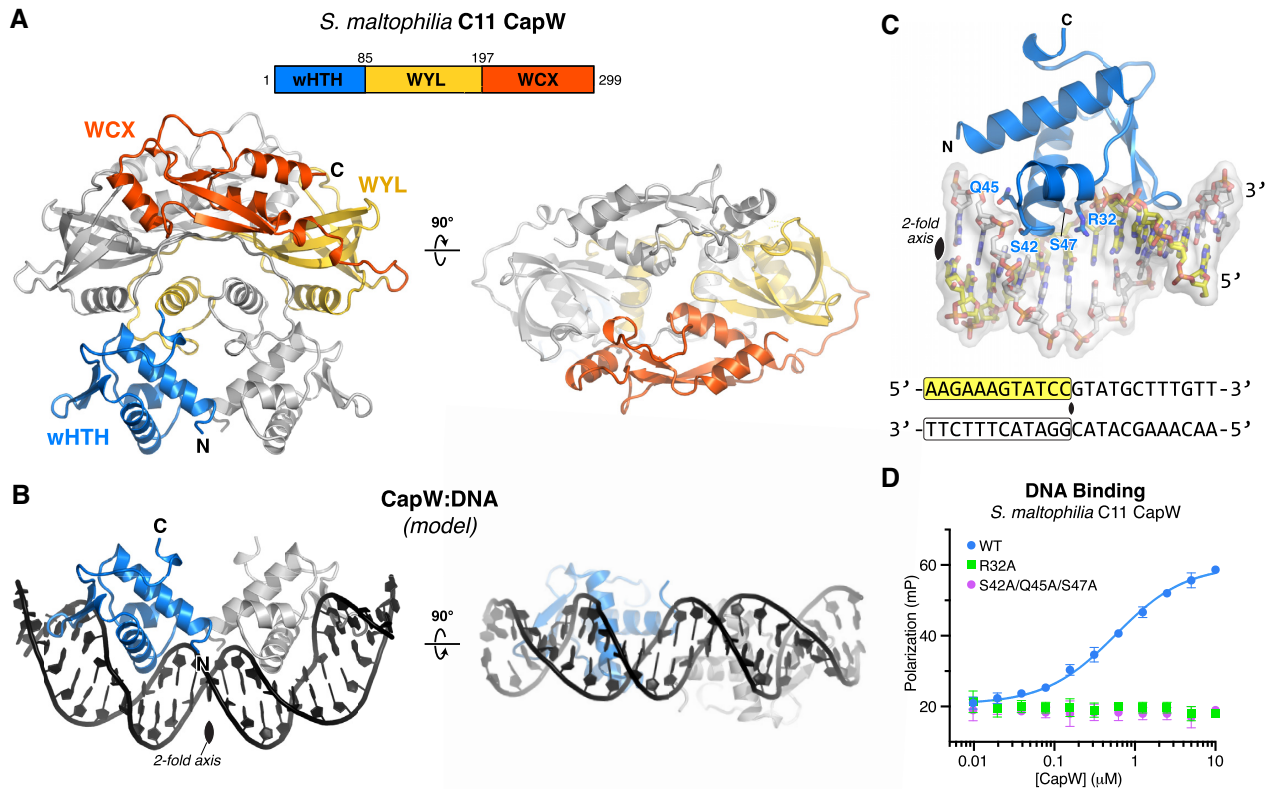 A
S. maltophilia C11 CapW
85 197
1 wHTH WYL WCX 299
WCX
C
WYL
90°
wHTH
N
B
CapW:DNA
(model)
C
90°
N
2-fold axis
C
C
N
Q45
3’
2-fold
axis
R32
S42 S47
5’
5’-AAGAAAGTATCCGTATGCTTTGTT-3’
3’-TTCTTTCATAGGCATACGAAACAA-5’
D
DNA Binding
S. maltophilia C11 CapW
WT
R32A
S42A/Q45A/S47A
Polarization (mP)
60
40
20
0.01 0.1 1 10
[CapW] (μM)